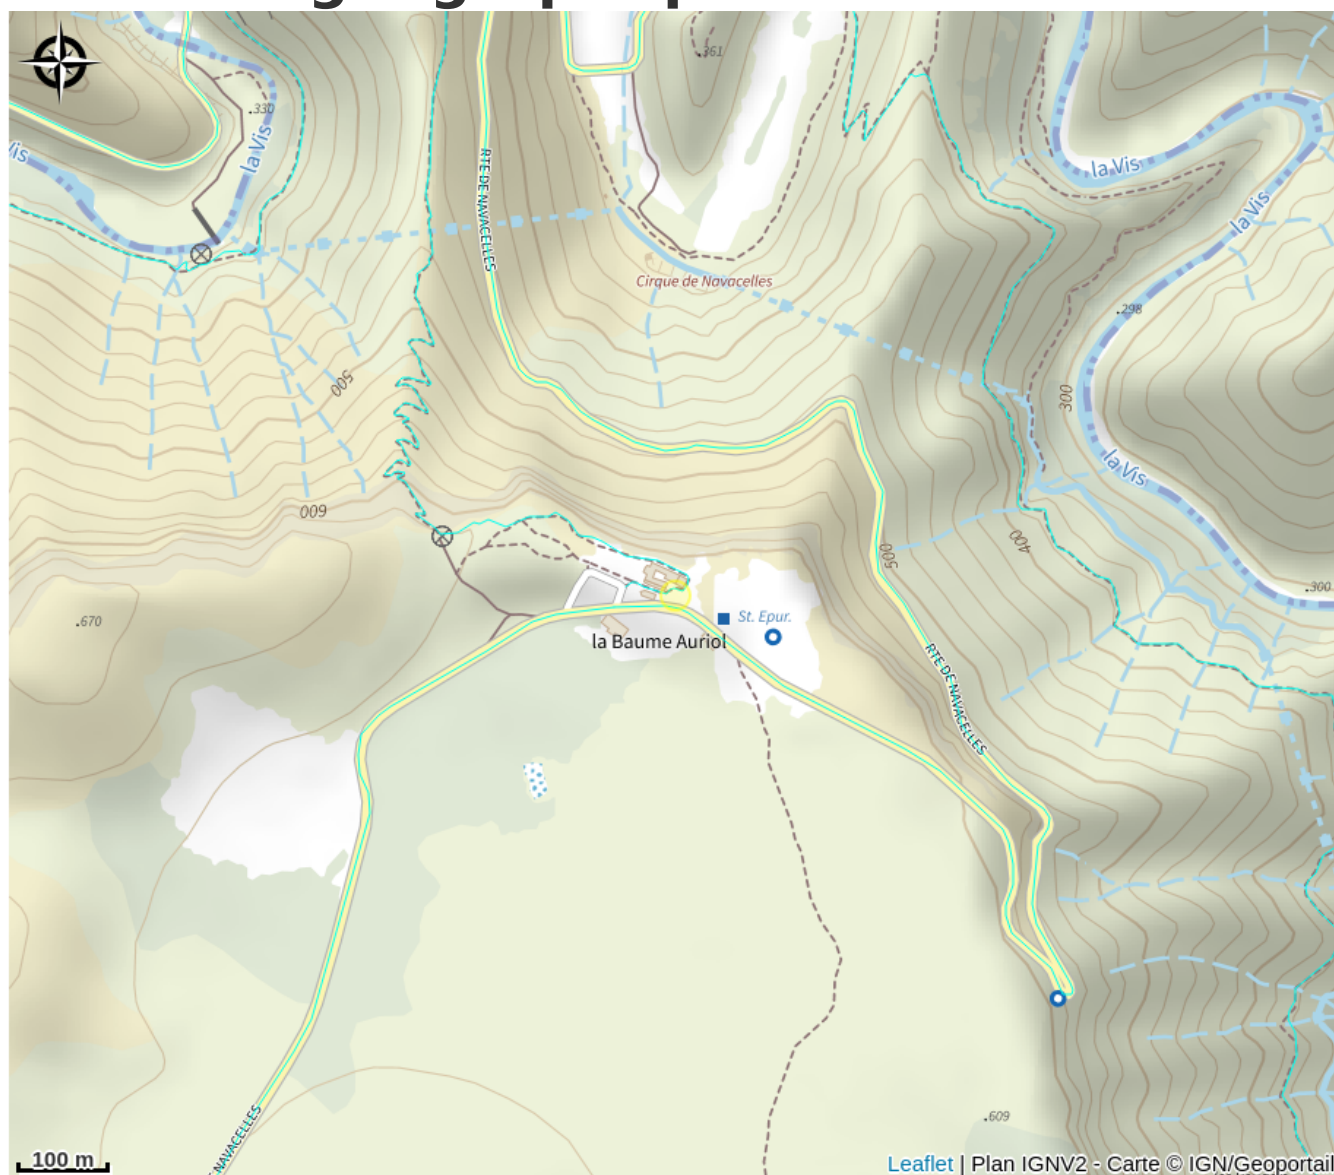 .361
.330
la Vis
la Vis
la Vis
RTE DE NAVACELLES
la Vis
Cirque de Navacelles
.298
500
300
la Vis
600
400
500
.300
.670
St. Epur.
la Baume Auriol
RTE DE NAVACELLES
.609
NAVACELLES
100 m
Leaflet | Plan IGNV2 - Carte © IGN/Geoportail